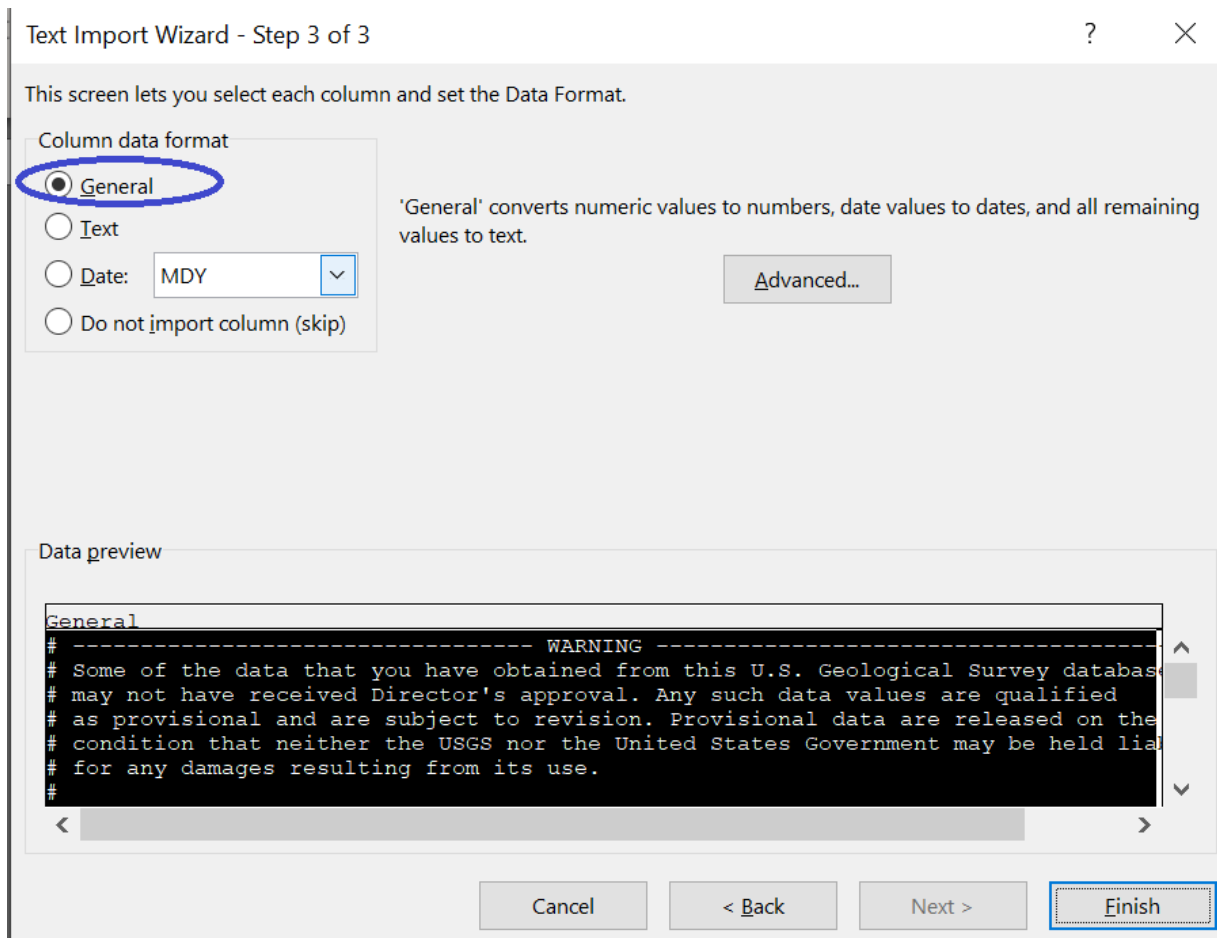 Text Import Wizard - Step 3 of 3
?
This screen lets you select each column and set the Data Format.
Column data format
General
Text
Date: MDY
Do not import column (skip)
'General' converts numeric values to numbers, date values to dates, and all remaining
values to text.
Advanced...
Data preview
General
# ---------------------------------- WARNING -------------------------------------
# Some of the data that you have obtained from this U.S. Geological Survey databas
# may not have received Director's approval. Any such data values are qualified
# as provisional and are subject to revision. Provisional data are released on the
# condition that neither the USGS nor the United States Government may be held lia
# for any damages resulting from its use.
#
Cancel
< Back
Next >
Finish